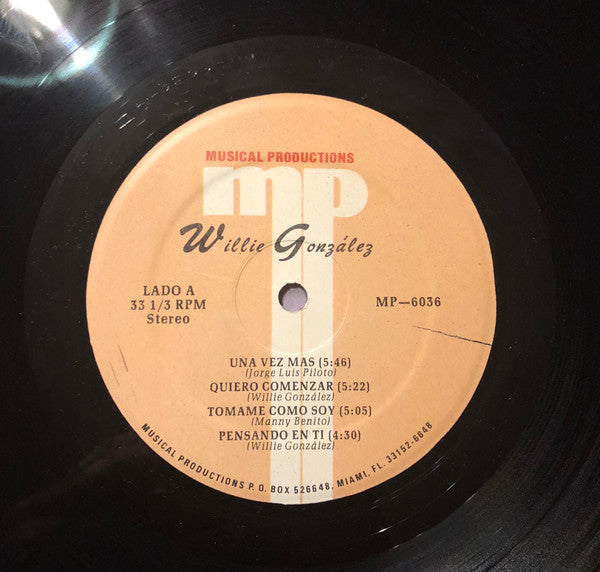 MUSICAL PRODUCTIONS
mp
Willie González
LADO A
33 1/3 RPM
Stereo
MP—6036
UNA VEZ MAS (5:46)
(Jorge Luis Piloto)
QUIERO COMENZAR (5:22)
(Willie González)
TOMAME COMO SOY (5:05)
(Manny Benito)
PENSANDO EN TI (4:30)
(Willie González)
MUSICAL PRODUCTIONS P. O. BOX 526648, MIAMI, FL. 33152-6648